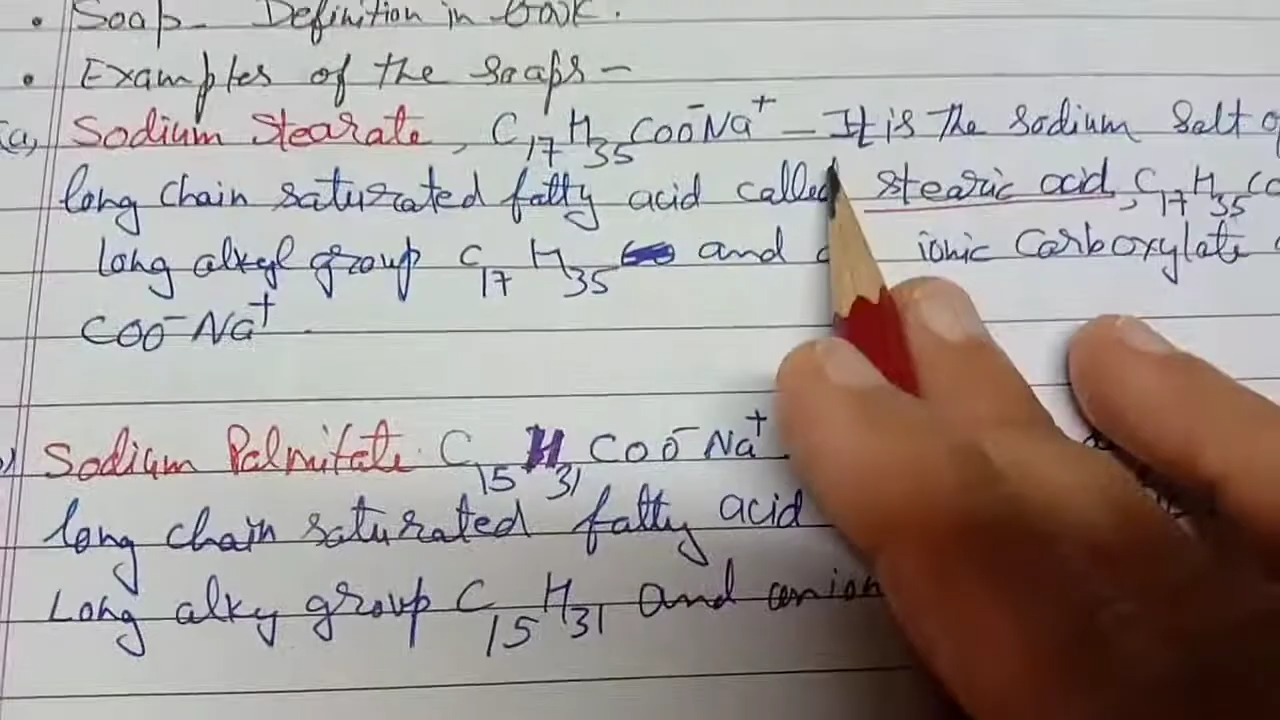 • Soap - Definition in book.
• Examples of the soaps -
(a) Sodium Stearate, C17H35COO⁻Na⁺ - It is the sodium salt of
long chain saturated fatty acid called stearic acid, C17H35CO
long alkyl group C17H35 and ionic Carboxylate
COO⁻Na⁺.
Sodium Palmitate C15H31COO⁻Na⁺
long chain saturated fatty acid
Long alky group C15H31 and anion